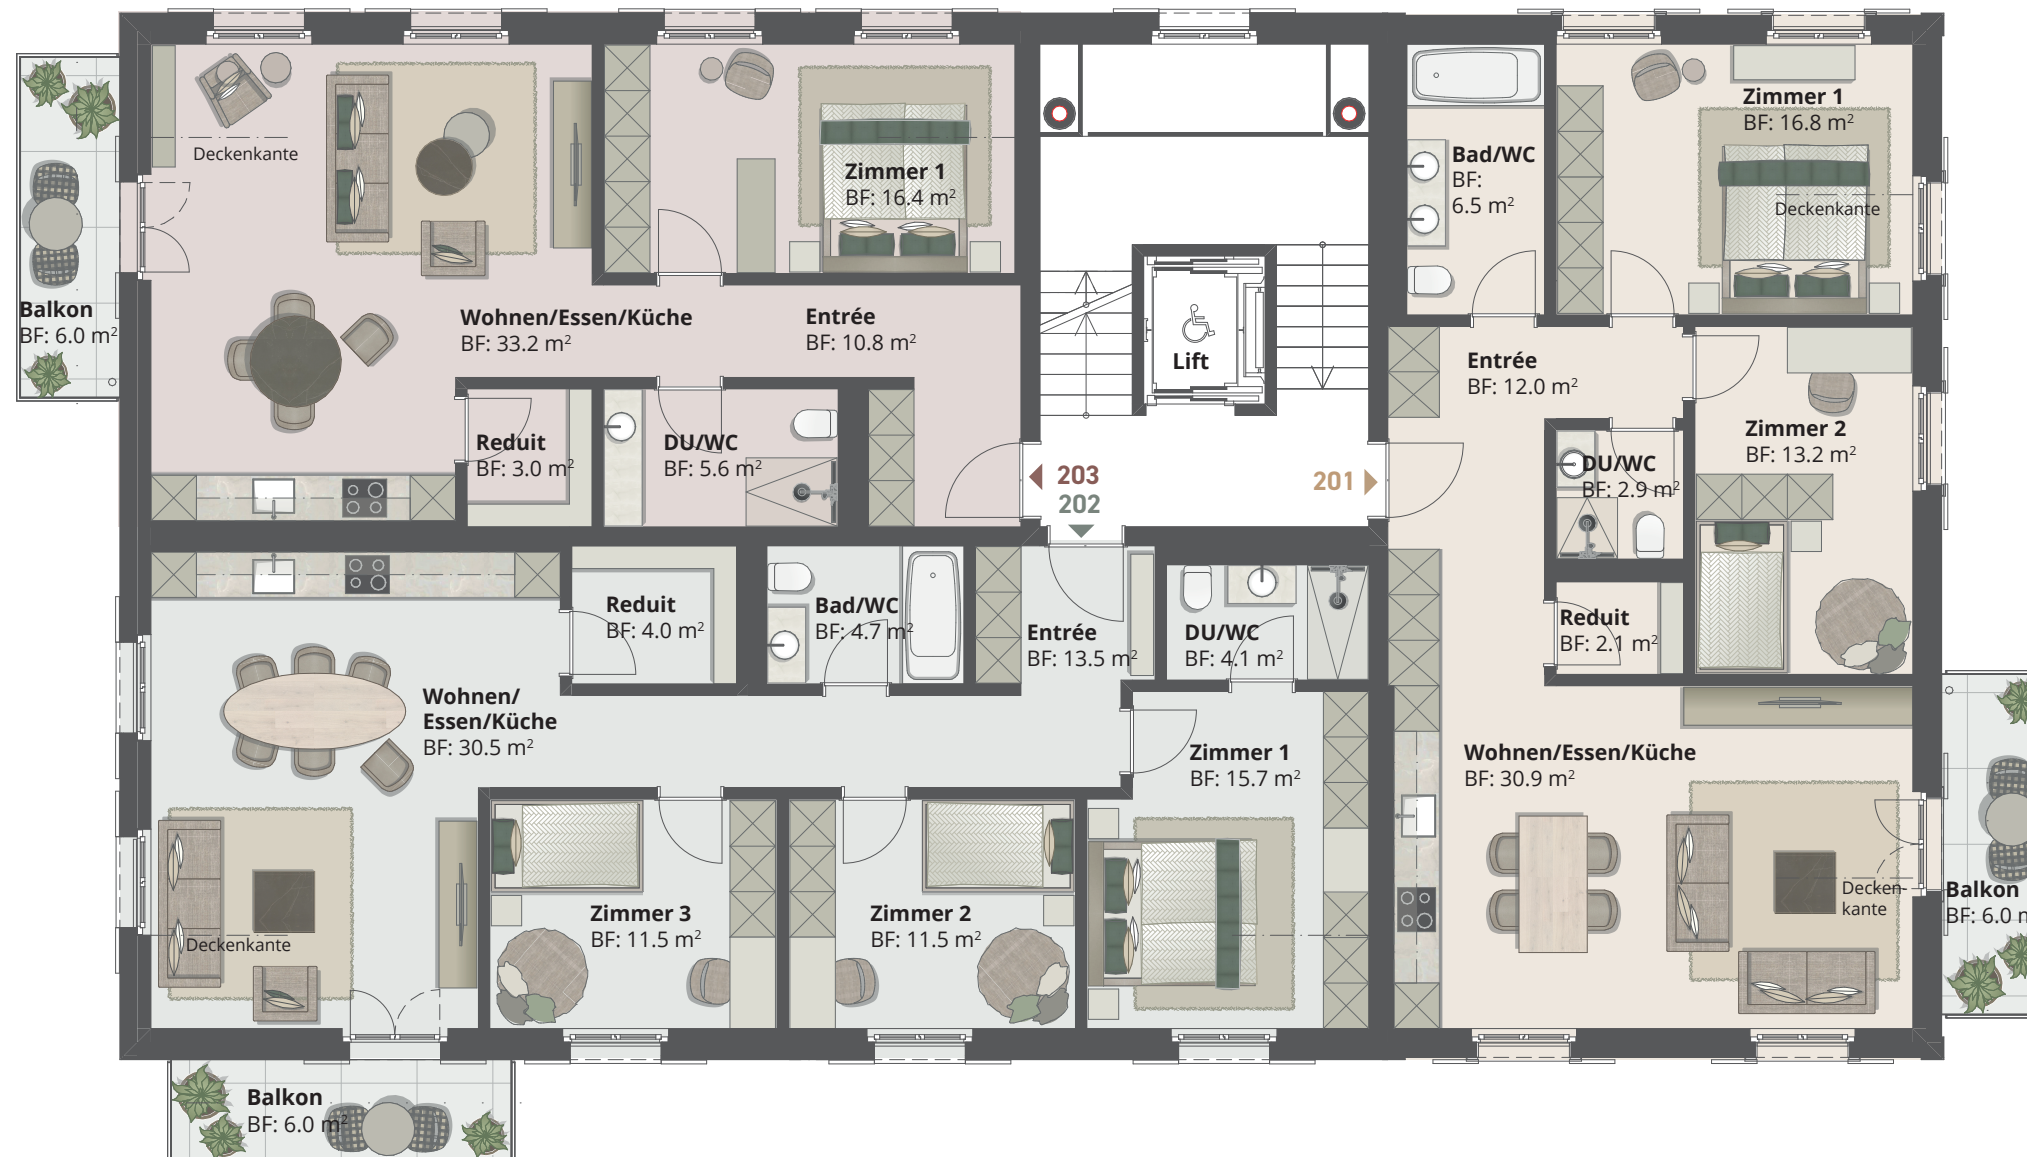 Deckenkante
Wohnen/Essen/Küche
BF: 33.2 m²
Balkon
BF: 6.0 m²
Zimmer 1
BF: 16.4 m²
Entrée
BF: 10.8 m²
Reduit
BF: 3.0 m²
DU/WC
BF: 5.6 m²
Lift
203
202
201
Bad/WC
BF:
6.5 m²
Zimmer 1
BF: 16.8 m²
Deckenkante
Entrée
BF: 12.0 m²
Zimmer 2
BF: 13.2 m²
DU/WC
BF: 2.9 m²
Reduit
BF: 2.1 m²
Wohnen/Essen/Küche
BF: 30.9 m²
Decken-
kante
Balkon
BF: 6.0 m
Reduit
BF: 4.0 m²
Bad/WC
BF: 4.7 m²
Entrée
BF: 13.5 m²
DU/WC
BF: 4.1 m²
Wohnen/
Essen/Küche
BF: 30.5 m²
Zimmer 1
BF: 15.7 m²
Zimmer 3
BF: 11.5 m²
Zimmer 2
BF: 11.5 m²
Deckenkante
Balkon
BF: 6.0 m²